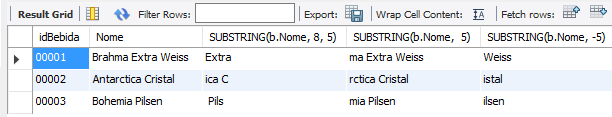 Result Grid Filter Rows: Export: Wrap Cell Content: IA Fetch rows:
idBebida Nome SUBSTRING(b.Nome, 8, 5) SUBSTRING(b.Nome, 5) SUBSTRING(b.Nome, -5)
00001 Brahma Extra Weiss Extra ma Extra Weiss Weiss
00002 Antarctica Cristal ica C rctica Cristal istal
00003 Bohemia Pilsen Pils mia Pilsen ilsen